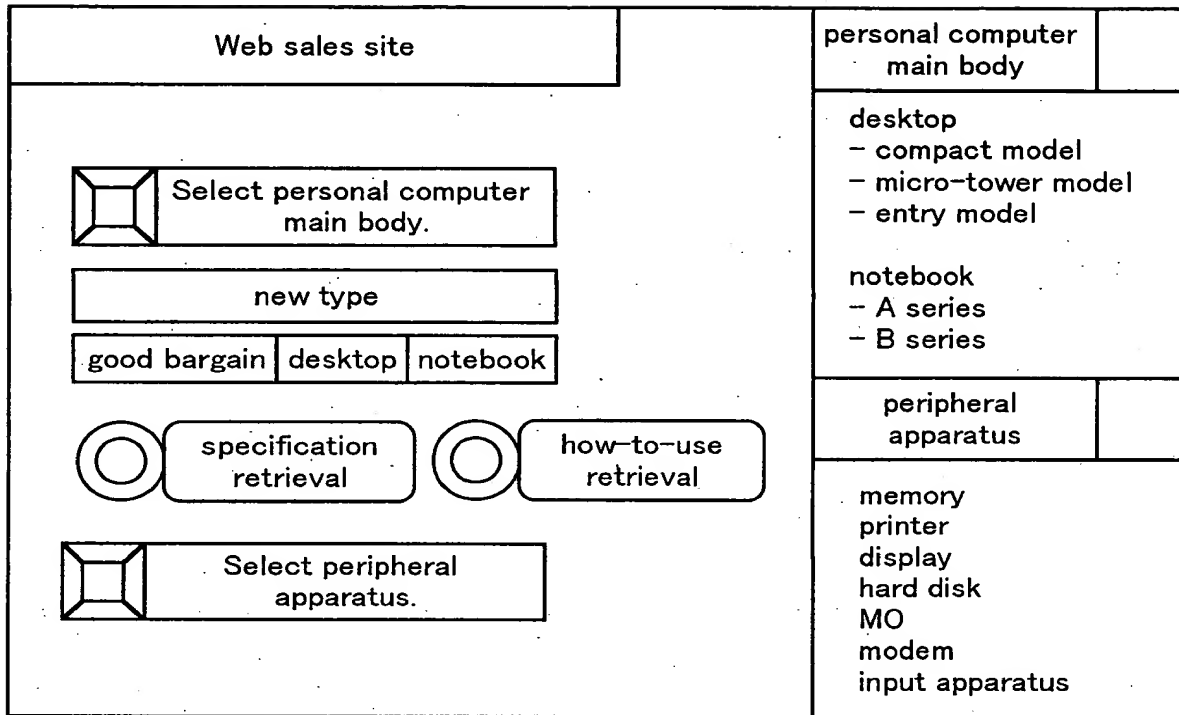 Web sales site
Select personal computer
main body.
new type
good bargain
desktop
notebook
specification
retrieval
how-to-use
retrieval
Select peripheral
apparatus.
personal computer
main body
desktop
– compact model
– micro-tower model
– entry model
notebook
– A series
– B series
peripheral
apparatus
memory
printer
display
hard disk
MO
modem
input apparatus